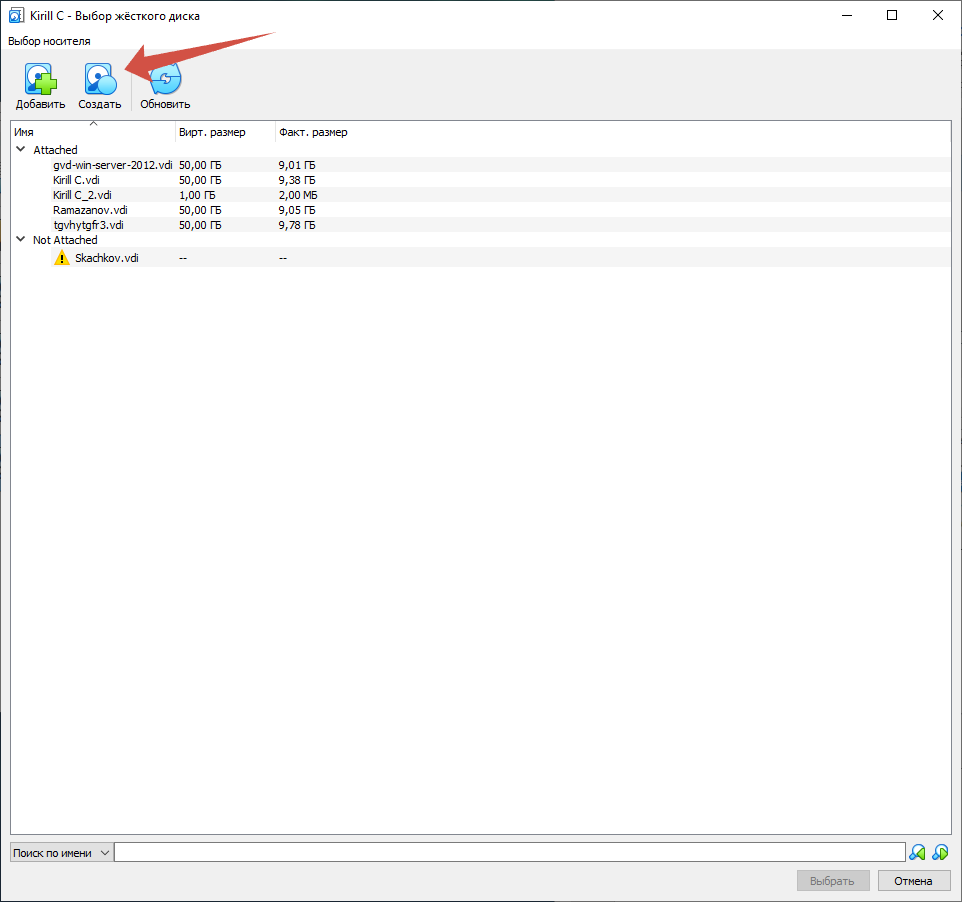 Kirill C - Выбор жёсткого диска
Выбор носителя
Добавить Создать Обновить
Имя Вирт. размер Факт. размер
Attached
gvd-win-server-2012.vdi 50,00 ГБ 9,01 ГБ
Kirill C.vdi 50,00 ГБ 9,38 ГБ
Kirill C_2.vdi 1,00 ГБ 2,00 МБ
Ramazanov.vdi 50,00 ГБ 9,05 ГБ
tgvhytgfr3.vdi 50,00 ГБ 9,78 ГБ
Not Attached
Skachkov.vdi -- --
Поиск по имени
Выбрать Отмена